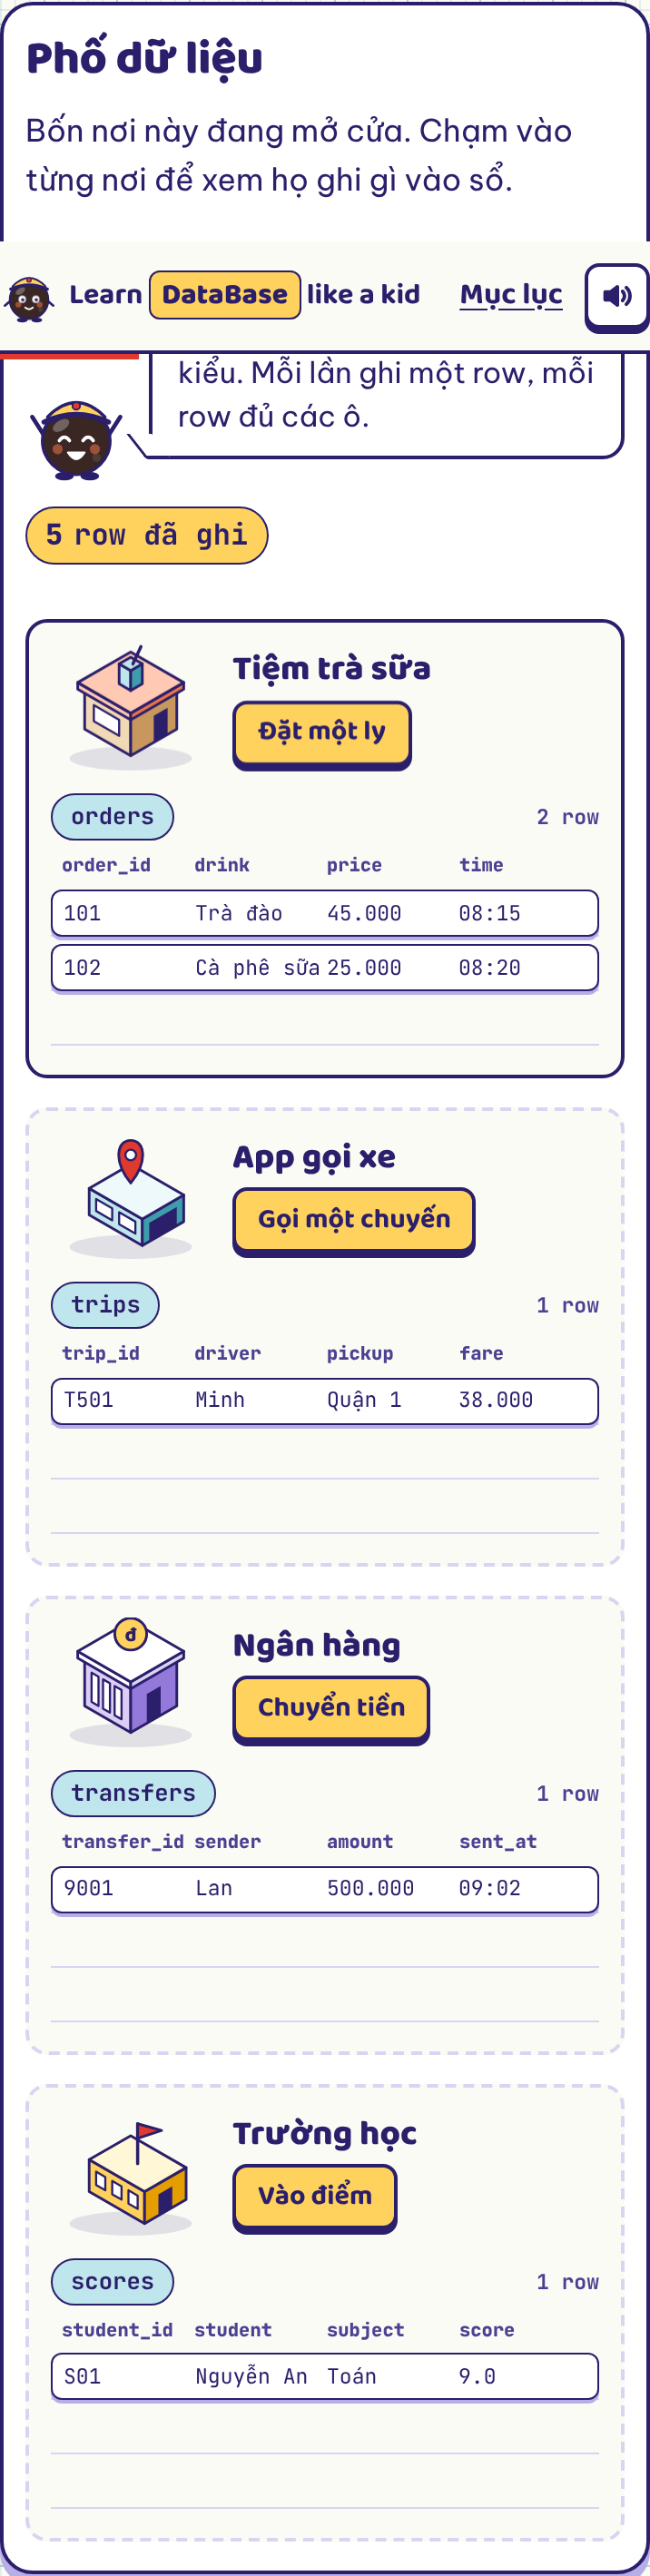 Phố dữ liệu
Bốn nơi này đang mở cửa. Chạm vào
từng nơi để xem họ ghi gì vào sổ.
Learn DataBase like a kid Mục lục
kiểu. Mỗi lần ghi một row, mỗi
row đủ các ô.
5 row đã ghi
Tiệm trà sữa
Đặt một ly
orders 2 row
order_id drink price time
101 Trà đào 45.000 08:15
102 Cà phê sữa 25.000 08:20
App gọi xe
Gọi một chuyến
trips 1 row
trip_id driver pickup fare
T501 Minh Quận 1 38.000
đ
Ngân hàng
Chuyển tiền
transfers 1 row
transfer_id sender amount sent_at
9001 Lan 500.000 09:02
Trường học
Vào điểm
scores 1 row
student_id student subject score
S01 Nguyễn An Toán 9.0